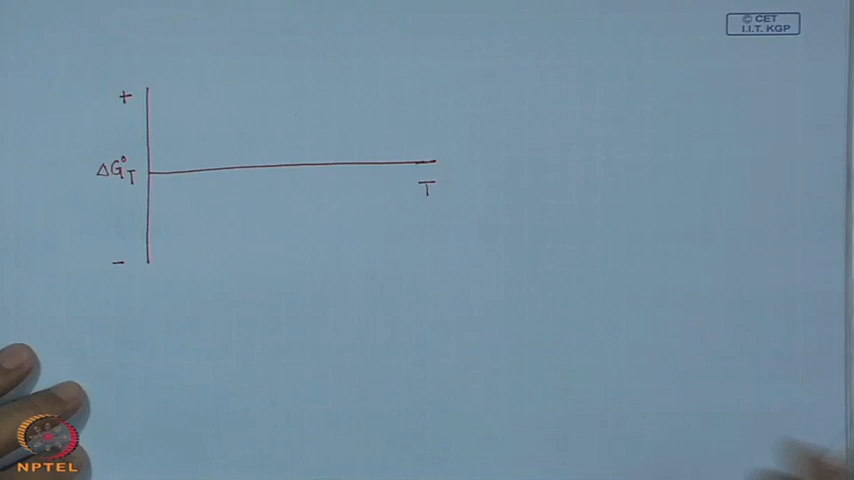 © CET
I.I.T. KGP
+
ΔG°T
T
−
NPTEL